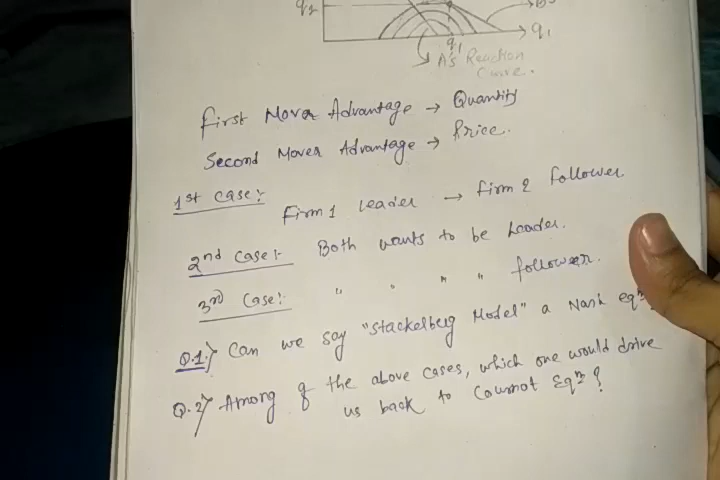 q2
B's
q1
q1
A's Reaction
Curve.
First Mover Advantage → Quantity
Second Mover Advantage → Price.
1st case:-
Firm 1 leader → firm 2 follower.
2nd Case:- Both wants to be leader.
3rd Case:- " " " " follower.
Q.1) Can we say "Stackelberg Model" a Nash eqn
Q.2) Among of the above cases, which one would drive
us back to Cournot Eqn?